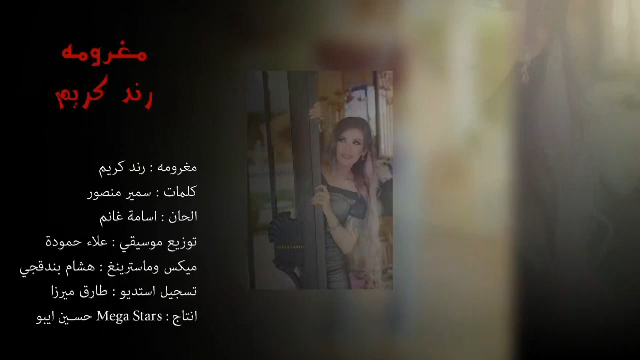 مغرومه
رند كريم
مغرومه : رند كريم
كلمات : سمير منصور
الحان : اسامة غانم
توزيع موسيقي : علاء حمودة
ميكس وماسترينغ : هشام بندقجي
تسجيل استديو : طارق ميرزا
انتاج : Mega Stars حسين ايبو